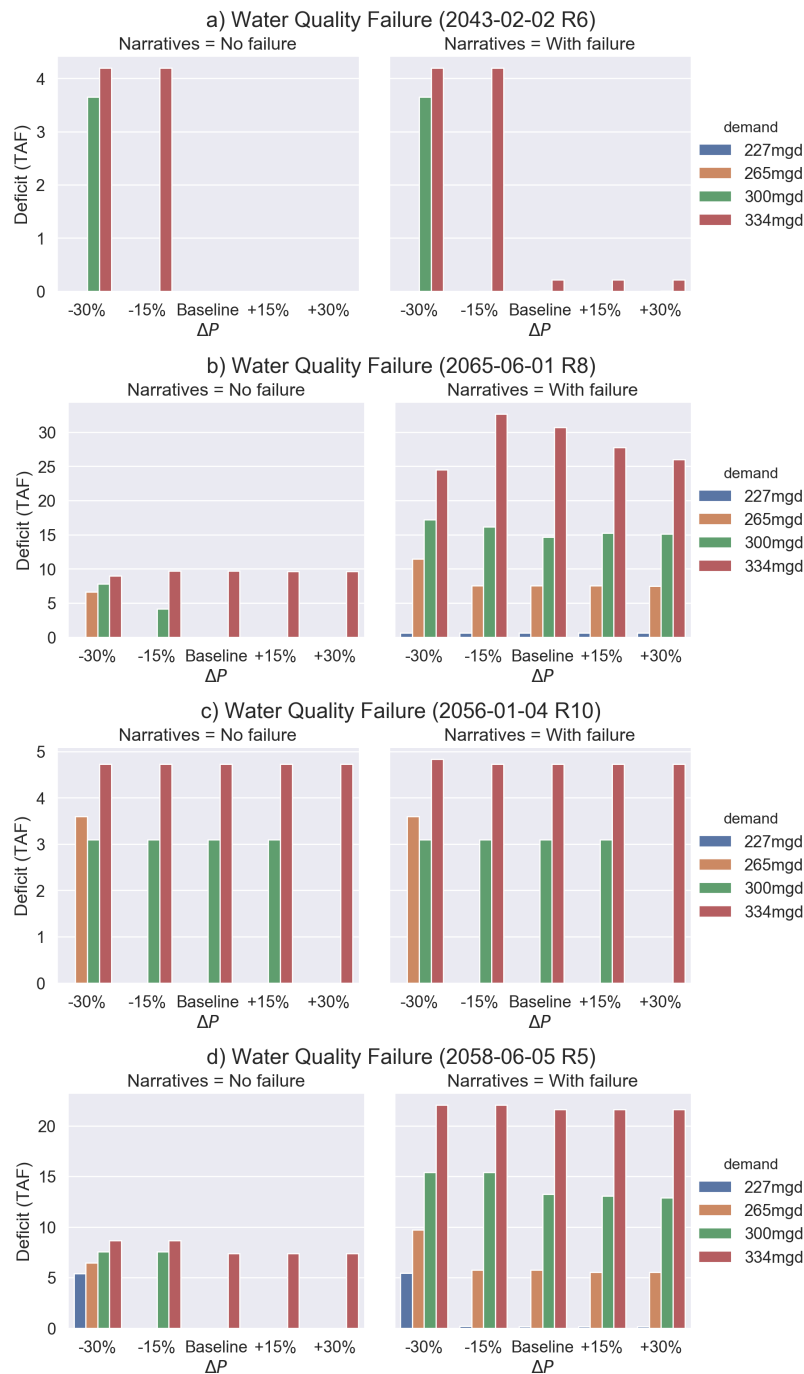 a) Water Quality Failure (2043-02-02 R6)
Narratives = No failure
Narratives = With failure
4
3
2
1
0
Deficit (TAF)
-30% -15% Baseline +15% +30%
ΔP
-30% -15% Baseline +15% +30%
ΔP
demand
227mgd
265mgd
300mgd
334mgd
b) Water Quality Failure (2065-06-01 R8)
Narratives = No failure
Narratives = With failure
30
25
20
15
10
5
0
Deficit (TAF)
-30% -15% Baseline +15% +30%
ΔP
-30% -15% Baseline +15% +30%
ΔP
demand
227mgd
265mgd
300mgd
334mgd
c) Water Quality Failure (2056-01-04 R10)
Narratives = No failure
Narratives = With failure
5
4
3
2
1
0
Deficit (TAF)
-30% -15% Baseline +15% +30%
ΔP
-30% -15% Baseline +15% +30%
ΔP
demand
227mgd
265mgd
300mgd
334mgd
d) Water Quality Failure (2058-06-05 R5)
Narratives = No failure
Narratives = With failure
20
15
10
5
0
Deficit (TAF)
-30% -15% Baseline +15% +30%
ΔP
-30% -15% Baseline +15% +30%
ΔP
demand
227mgd
265mgd
300mgd
334mgd